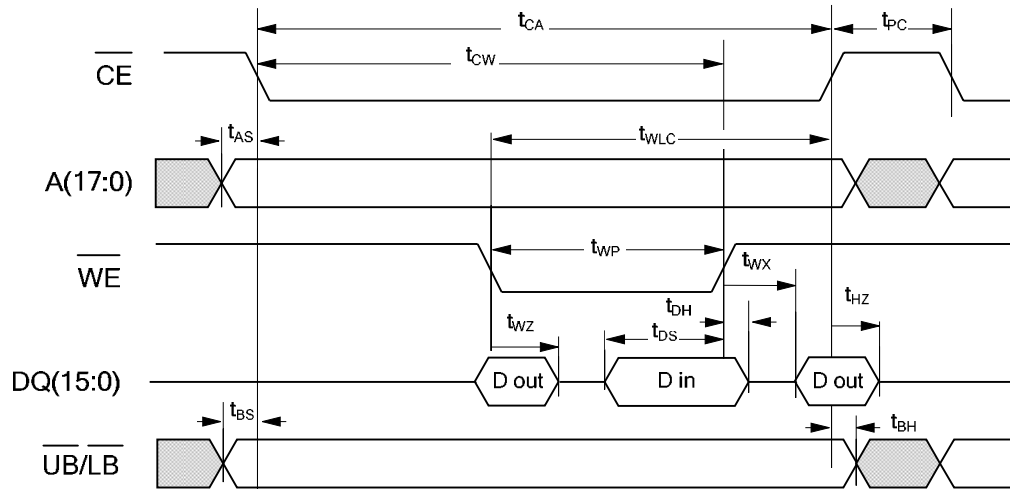 tCA
tPC
CE
tCW
tAS
tWLC
A(17:0)
WE
tWP
tWX
tDH
tHZ
tWZ
tDS
DQ(15:0)
D out
D in
D out
tBS
tBH
UB/LB